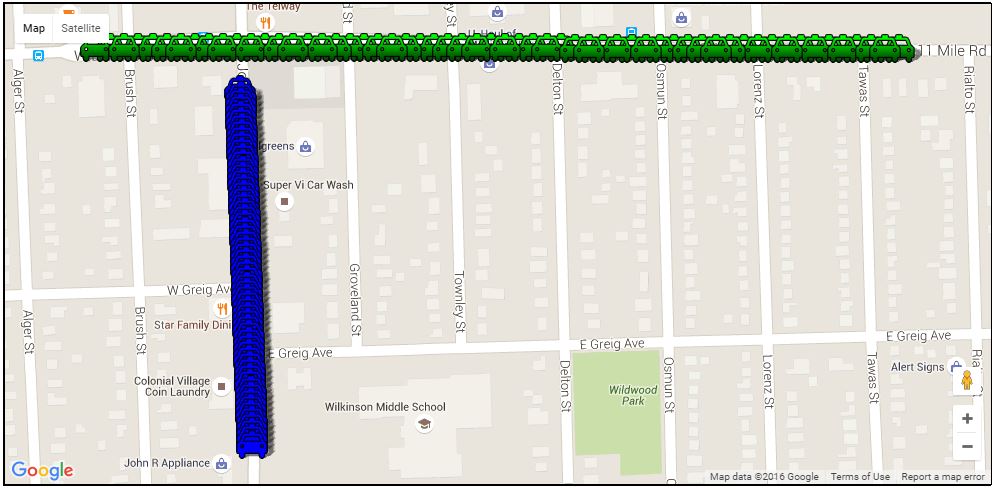 The Telway
Map Satellite
U-Haul of
11 Mile Rd
Alger St
Brush St
Delton St
Osmun St
Lorenz St
Tawas St
Rialto St
greens
Super Vi Car Wash
Groveland St
Townley St
W Greig Ave
Alger St
Brush St
Star Family Dini
E Greig Ave
E Greig Ave
E Greig Ave
Delton St
Osmun St
Lorenz St
Tawas St
Alert Signs
Colonial Village
Coin Laundry
Wildwood
Park
Wilkinson Middle School
John R Appliance
Google
Map data ©2016 Google Terms of Use Report a map error